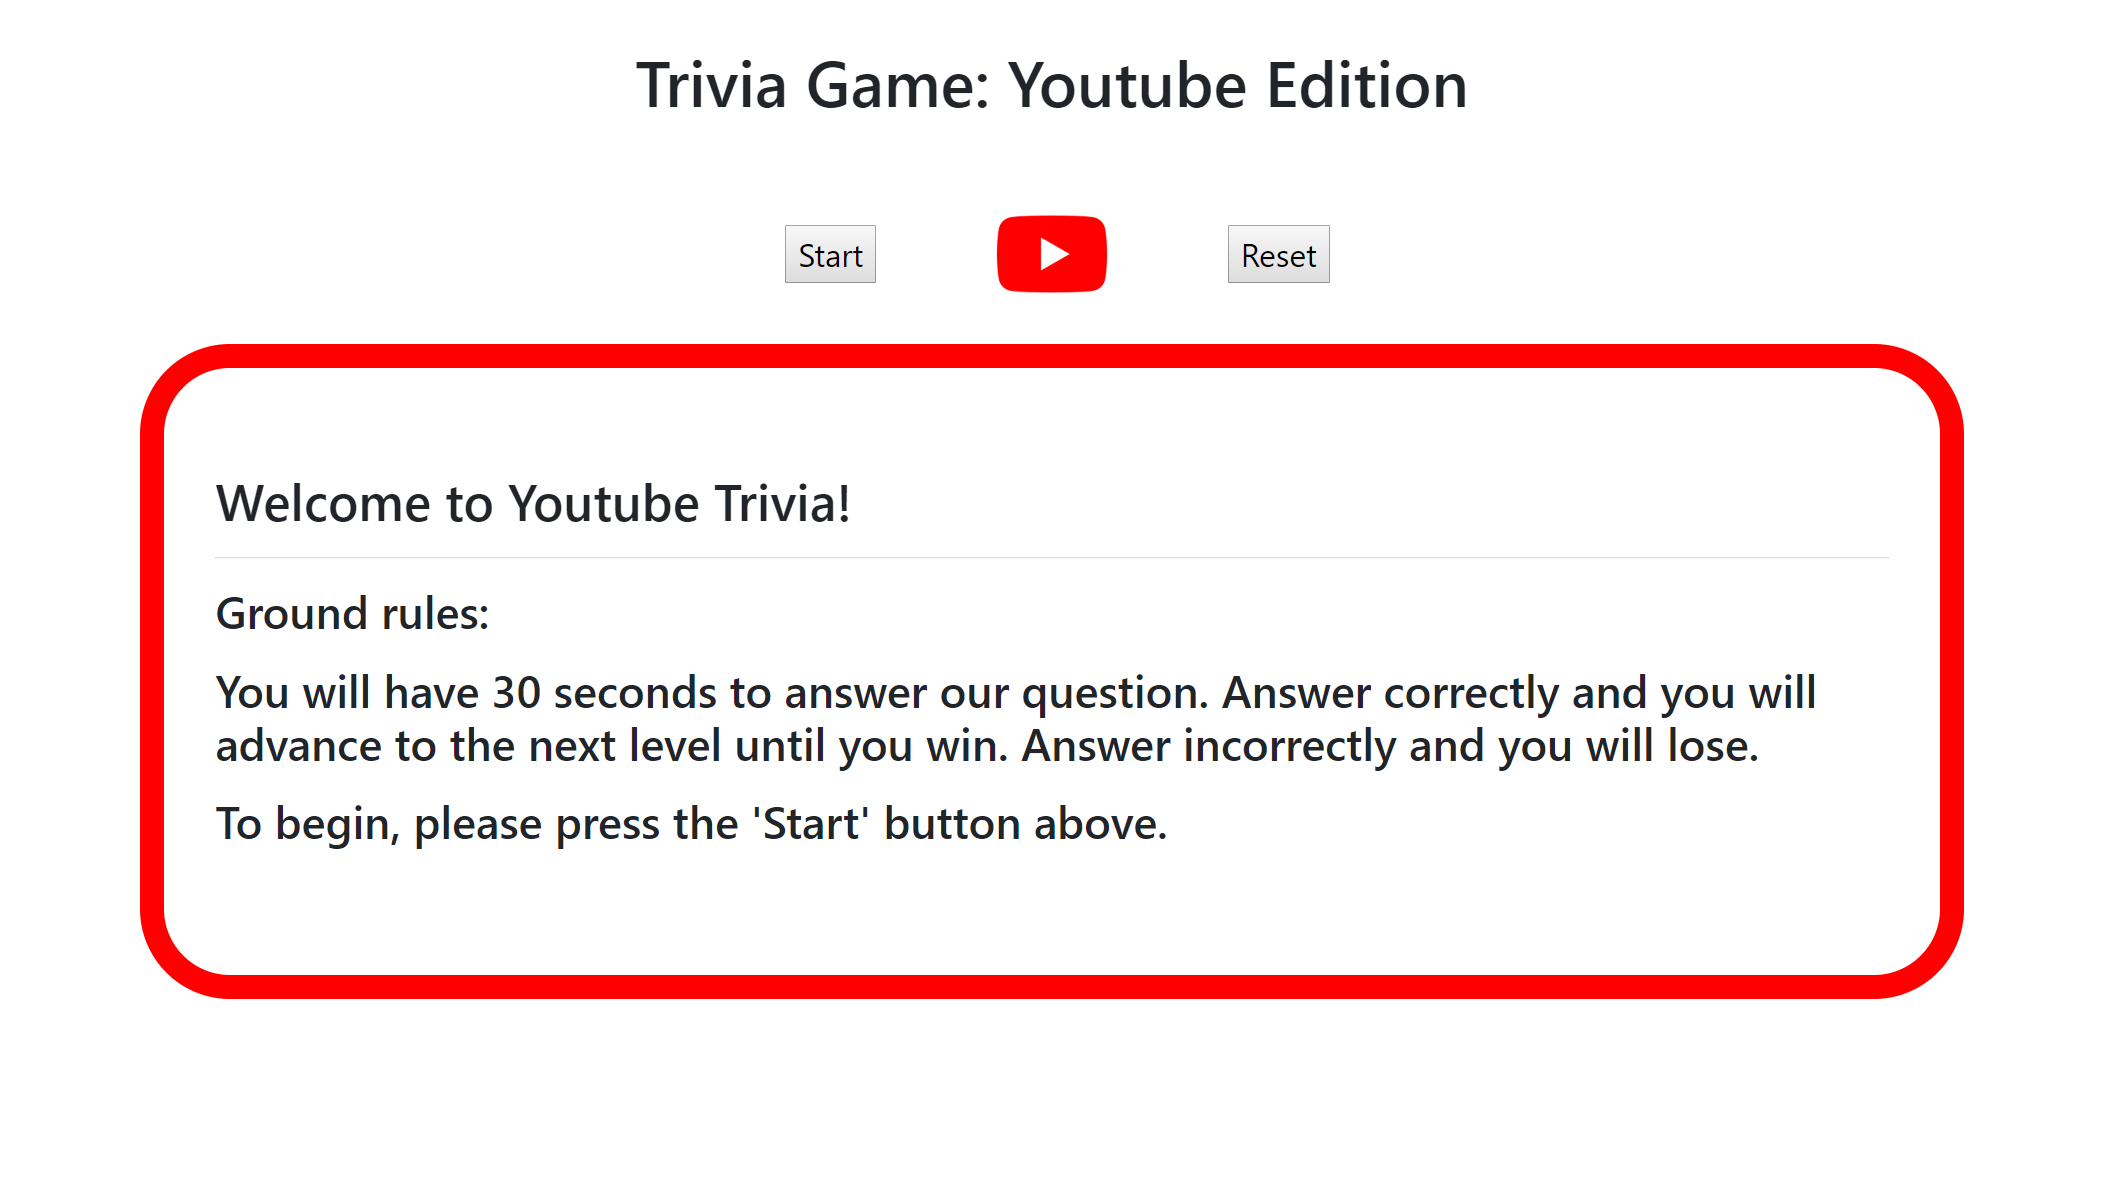 Trivia Game: Youtube Edition
Start
Reset
Welcome to Youtube Trivia!
Ground rules:
You will have 30 seconds to answer our question. Answer correctly and you will
advance to the next level until you win. Answer incorrectly and you will lose.
To begin, please press the 'Start' button above.